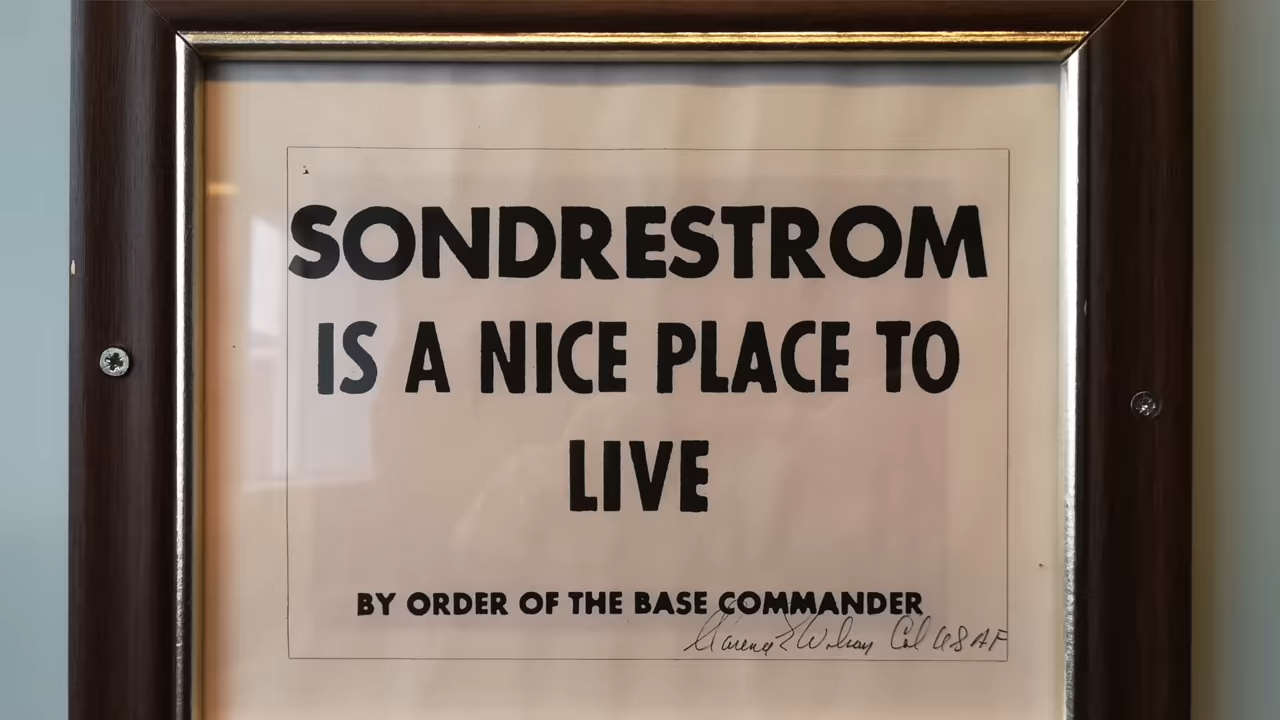 SONDRESTROM
IS A NICE PLACE TO
LIVE
BY ORDER OF THE BASE COMMANDER
Col USAF